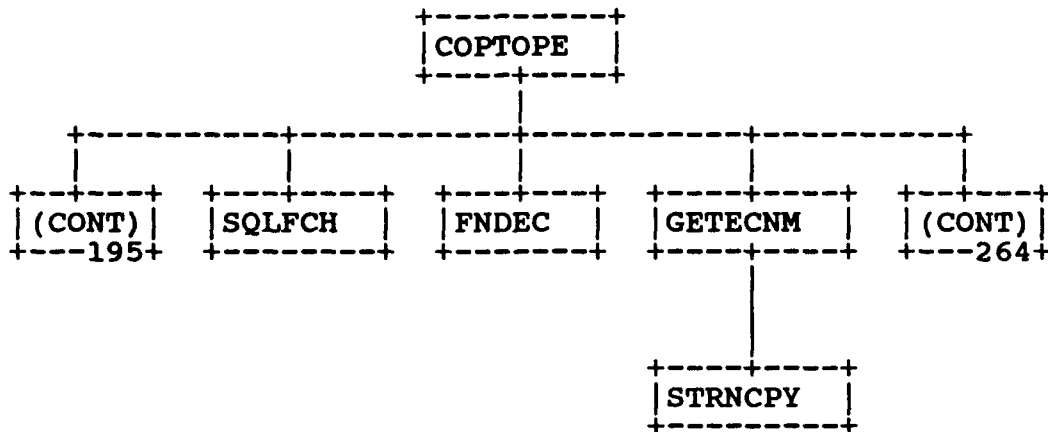 COPTOPE
(CONT) SQLFCH FNDEC GETECNM (CONT)
195 264
STRNCPY